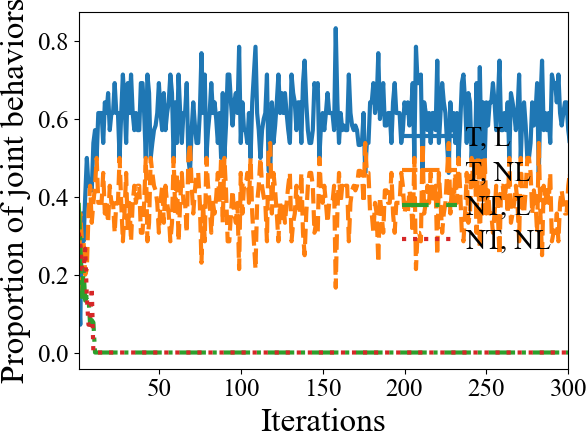 Proportion of joint behaviors
0.8
0.6
0.4
0.2
0.0
T, L
T, NL
NT, L
NT, NL
50 100 150 200 250 300
Iterations